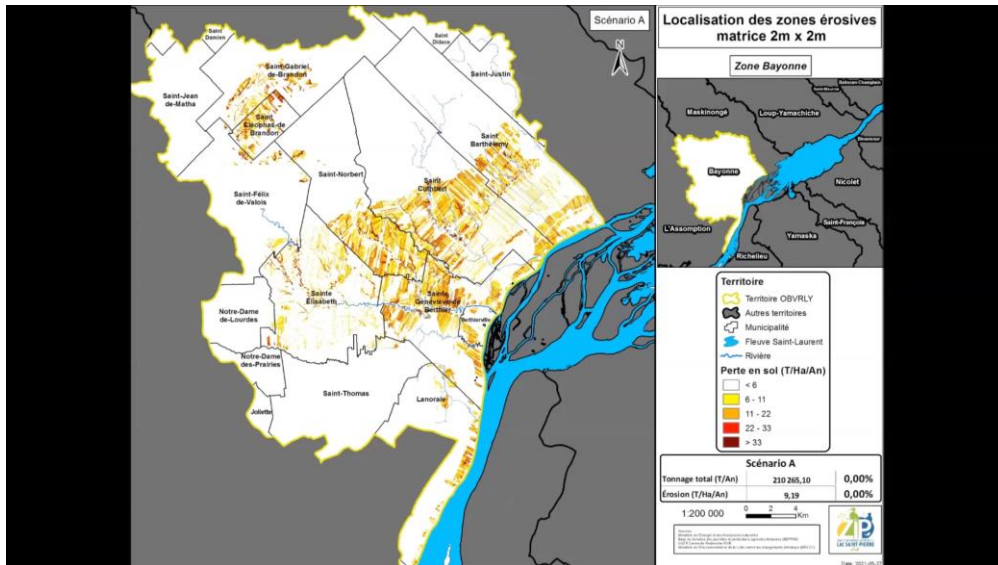 Scénario A
N
Saint
Damien
Saint
Didace
Saint-Gabriel
de-Brandon
Saint-Justin
Saint-Jean
de-Matha
Saint
Cléophas-de
Brandon
Saint
Barthélemy
Saint-Norbert
Saint
Cuthbert
Saint-Félix
de-Valois
Sainte
Élisabeth
Sainte
Geneviève-de
Berthier
Berthierville
Notre-Dame
de-Lourdes
Notre-Dame
des-Prairies
Saint-Thomas
Lanoraie
Joliette
Localisation des zones érosives
matrice 2m x 2m
Zone Bayonne
Maskinongé
Loup-Yamachiche
Bayonne
Nicolet
L'Assomption
Saint-François
Yamaska
Richelieu
Territoire
Territoire OBVRLY
Autres territoires
Municipalité
Fleuve Saint-Laurent
Rivière
Perte en sol (T/Ha/An)
< 6
6 - 11
11 - 22
22 - 33
> 33
Scénario A
Tonnage total (T/An) 210 265,10 0,00%
Érosion (T/Ha/An) 9,19 0,00%
1:200 000
0 2 4
Km
ZIP
LAC SAINT-PIERRE